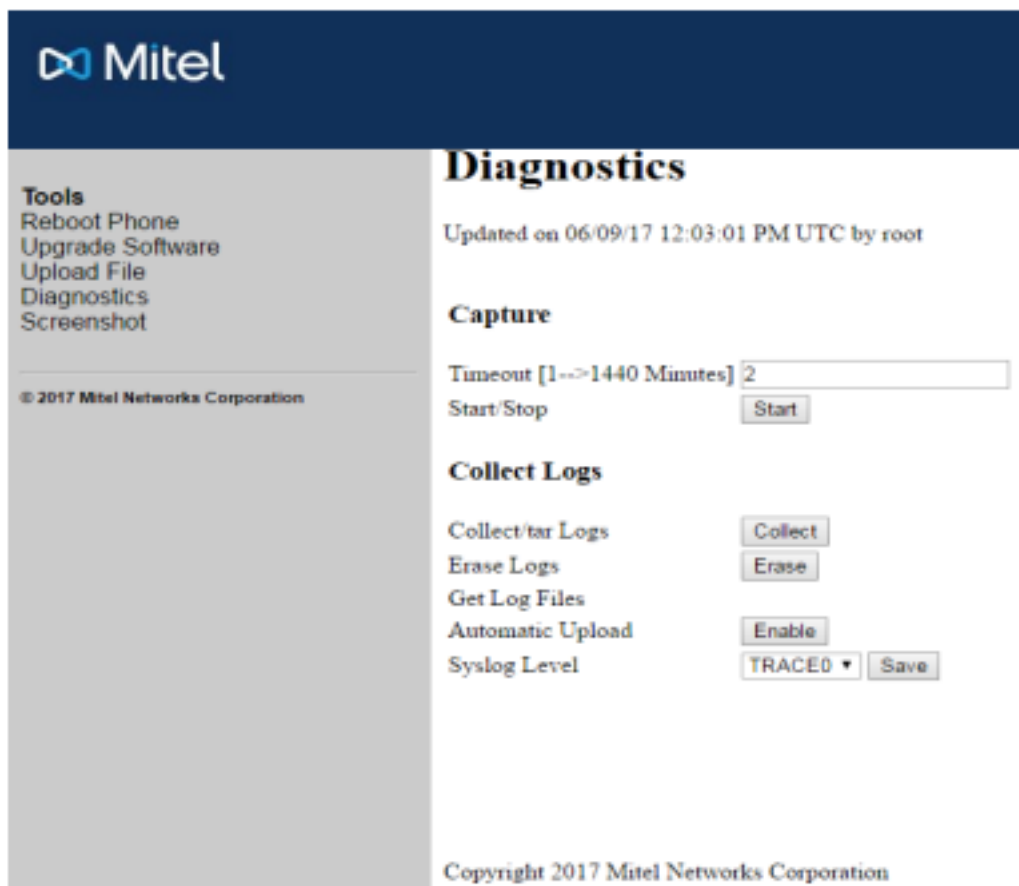 Mitel
Tools
Reboot Phone
Upgrade Software
Upload File
Diagnostics
Screenshot
© 2017 Mitel Networks Corporation
Diagnostics
Updated on 06/09/17 12:03:01 PM UTC by root
Capture
Timeout [1-->1440 Minutes] 2
Start/Stop Start
Collect Logs
Collect/tar Logs Collect
Erase Logs Erase
Get Log Files
Automatic Upload Enable
Syslog Level TRACE0 ▾ Save
Copyright 2017 Mitel Networks Corporation